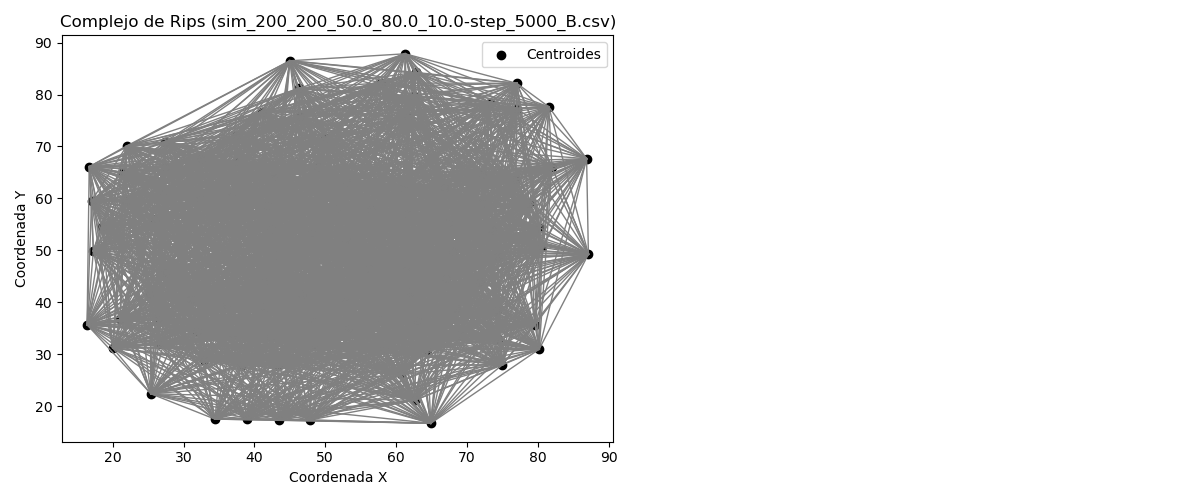 Complejo de Rips (sim_200_200_50.0_80.0_10.0-step_5000_B.csv)
Centroides
Coordenada Y
90
80
70
60
50
40
30
20
20 30 40 50 60 70 80 90
Coordenada X